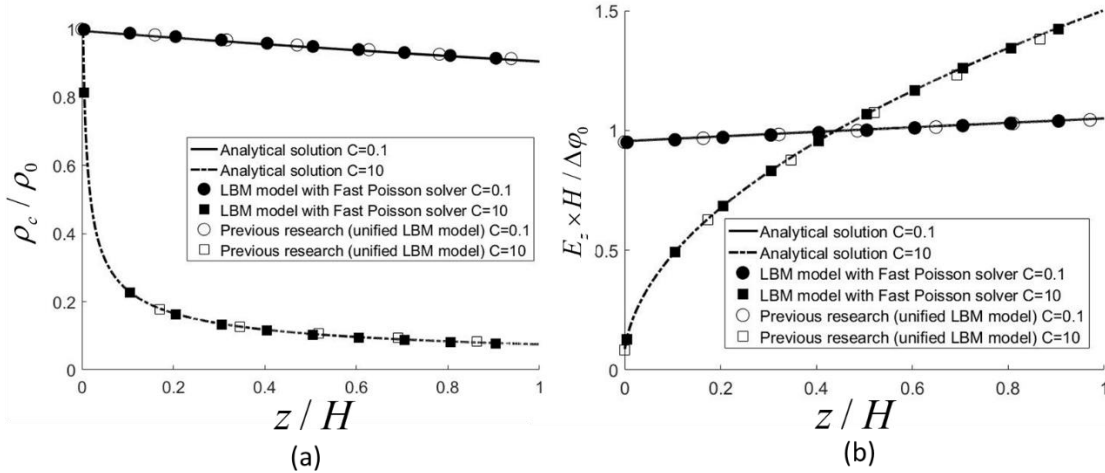 1
0.8
0.6
0.4
0.2
0
ρ_c / ρ_0
Analytical solution C=0.1
Analytical solution C=10
LBM model with Fast Poisson solver C=0.1
LBM model with Fast Poisson solver C=10
Previous research (unified LBM model) C=0.1
Previous research (unified LBM model) C=10
0 0.2 0.4 0.6 0.8 1
z / H
(a)
1.5
1
0.5
0
E_z × H / Δφ_0
Analytical solution C=0.1
Analytical solution C=10
LBM model with Fast Poisson solver C=0.1
LBM model with Fast Poisson solver C=10
Previous research (unified LBM model) C=0.1
Previous research (unified LBM model) C=10
0 0.2 0.4 0.6 0.8 1
z / H
(b)